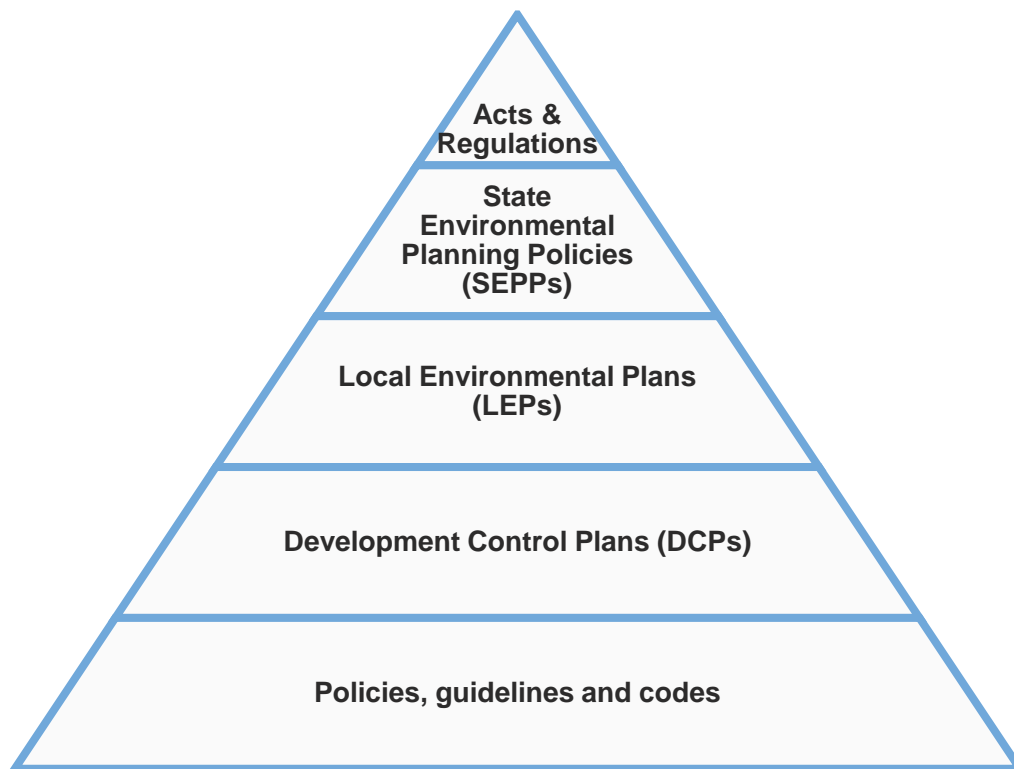 Acts &
Regulations
State
Environmental
Planning Policies
(SEPPs)
Local Environmental Plans
(LEPs)
Development Control Plans (DCPs)
Policies, guidelines and codes